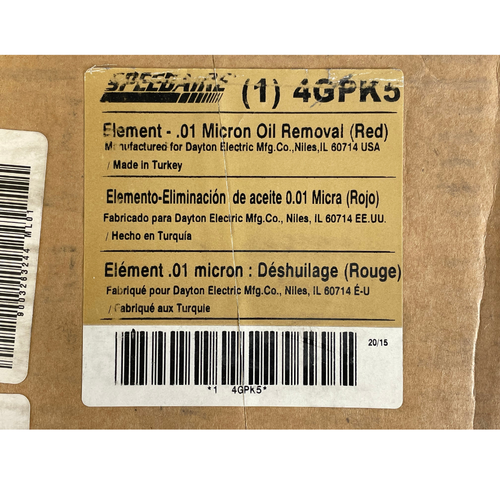 SPEEDAIRE (1) 4GPK5
Element - .01 Micron Oil Removal (Red)
Manufactured for Dayton Electric Mfg.Co.,Niles,IL 60714 USA
/ Made in Turkey
Elemento-Eliminación de aceite 0.01 Micra (Rojo)
Fabricado para Dayton Electric Mfg.Co., Niles, IL 60714 EE.UU.
/ Hecho en Turquía
Elément .01 micron : Déshuilage (Rouge)
Fabriqué pour Dayton Electric Mfg.Co., Niles, IL 60714 É-U
/ Fabriqué aux Turquie
20/15
*1 4GPK5*
9003263244 ML01